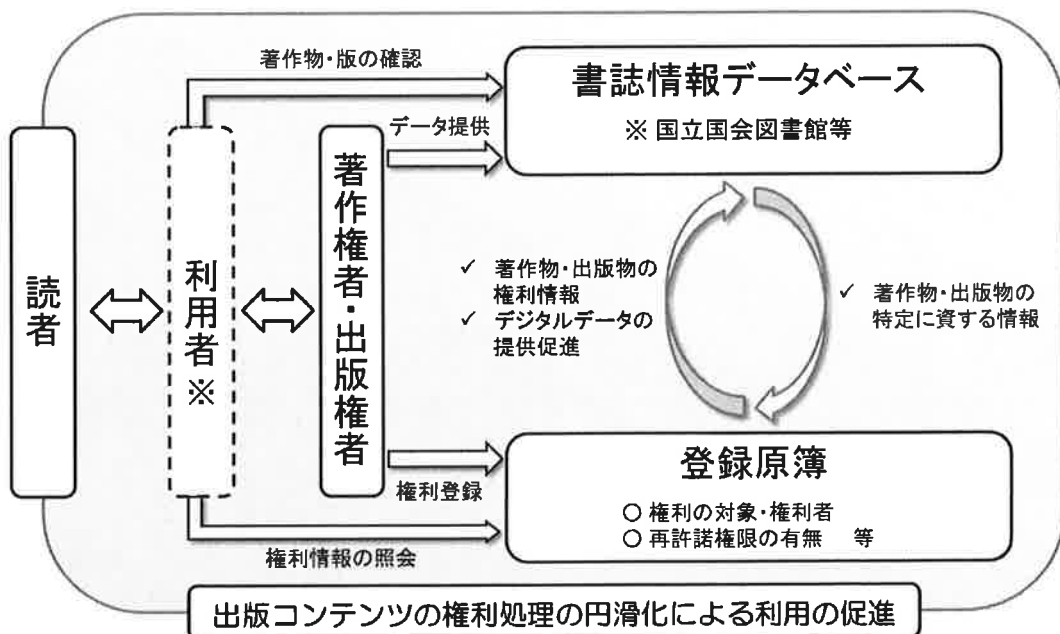 著作物・版の確認
書誌情報データベース
※ 国立国会図書館等
データ提供
読者
利用者※
著作権者・出版権者
✓ 著作物・出版物の
権利情報
✓ デジタルデータの
提供促進
✓ 著作物・出版物の
特定に資する情報
権利登録
登録原簿
○ 権利の対象・権利者
○ 再許諾権限の有無　等
権利情報の照会
出版コンテンツの権利処理の円滑化による利用の促進